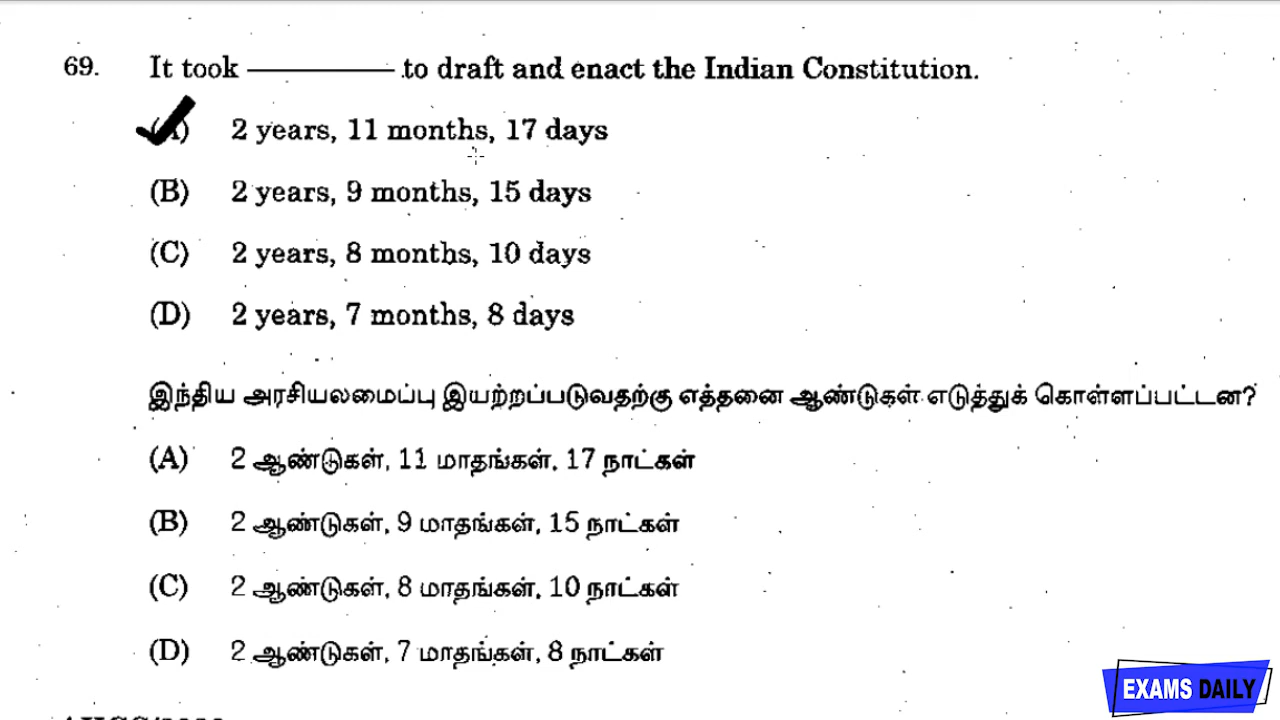 69. It took ———— to draft and enact the Indian Constitution.
(A) 2 years, 11 months, 17 days
(B) 2 years, 9 months, 15 days
(C) 2 years, 8 months, 10 days
(D) 2 years, 7 months, 8 days
இந்திய அரசியலமைப்பு இயற்றப்படுவதற்கு எத்தனை ஆண்டுகள் எடுத்துக் கொள்ளப்பட்டன?
(A) 2 ஆண்டுகள், 11 மாதங்கள், 17 நாட்கள்
(B) 2 ஆண்டுகள், 9 மாதங்கள், 15 நாட்கள்
(C) 2 ஆண்டுகள், 8 மாதங்கள், 10 நாட்கள்
(D) 2 ஆண்டுகள், 7 மாதங்கள், 8 நாட்கள்
EXAMS DAILY